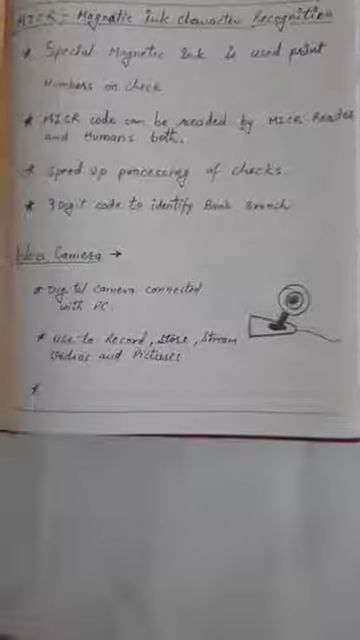 MICR:- Magnatic Ink character Recognition
* Special Magnetic Ink is used print
Numbers on check
* MICR code can be readed by MICR Reader
and Humans both.
* Speed up processing of checks
* 9 Digit code to identify Bank Branch
Web Camera →
* Digital camera connected
with PC.
* Use to Record, Store, Stream
Vedios and Pictures
*